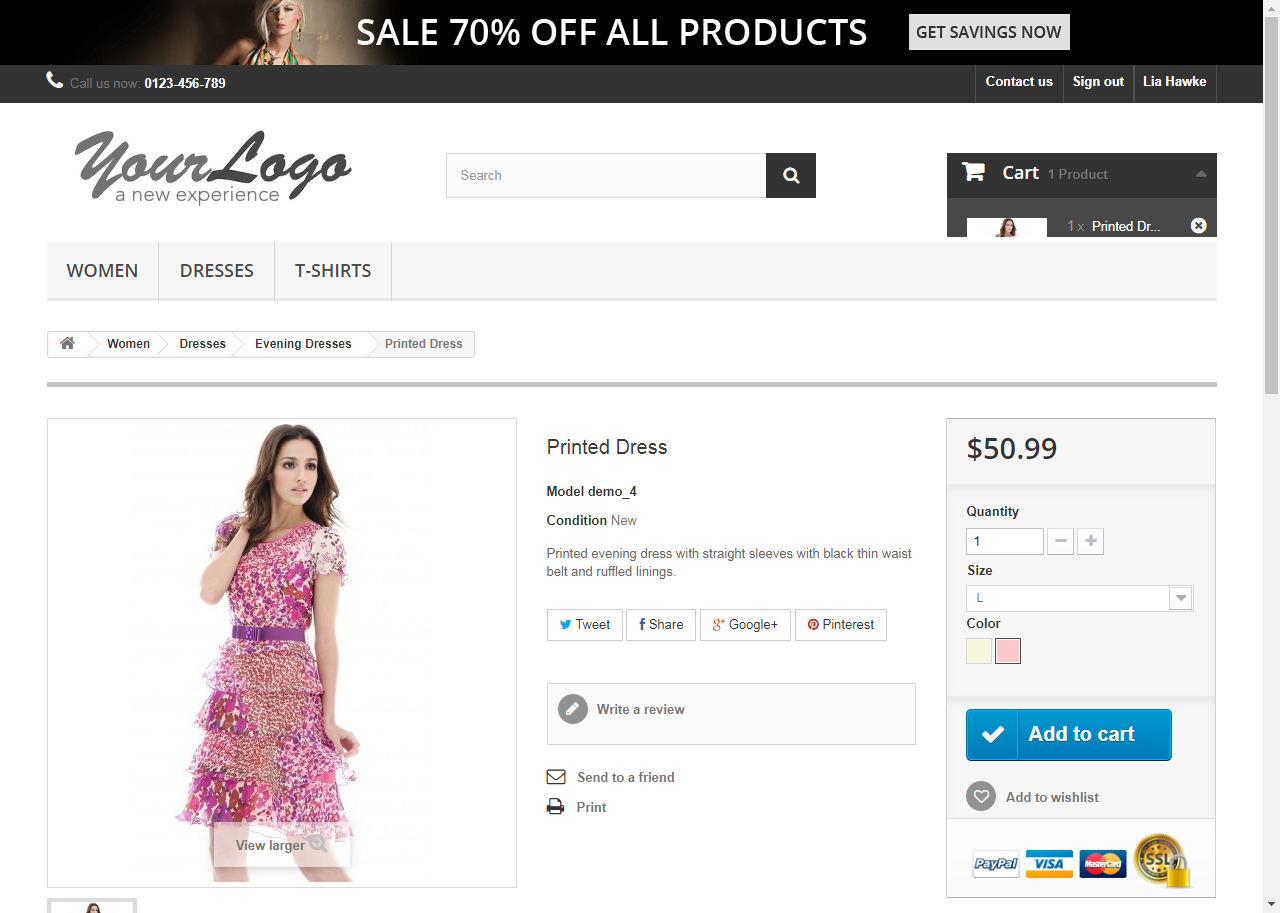 SALE 70% OFF ALL PRODUCTS
GET SAVINGS NOW
Call us now: 0123-456-789
Contact us
Sign out
Lia Hawke
YourLogo
a new experience
Search
Cart 1 Product
1 x Printed Dr...
WOMEN
DRESSES
T-SHIRTS
Women
Dresses
Evening Dresses
Printed Dress
View larger
Printed Dress
Model demo_4
Condition New
Printed evening dress with straight sleeves with black thin waist
belt and ruffled linings.
Tweet
Share
Google+
Pinterest
Write a review
Send to a friend
Print
$50.99
Quantity
1
Size
L
Color
Add to cart
Add to wishlist
PayPal
VISA
MasterCard
SSL